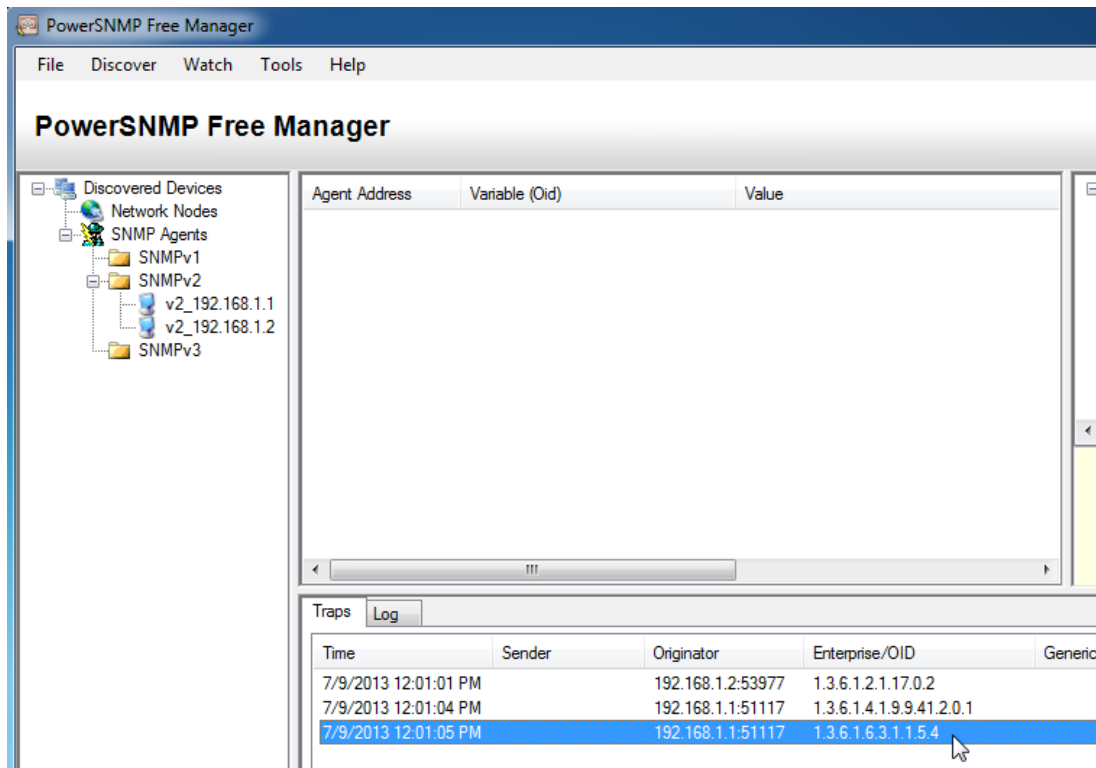 PowerSNMP Free Manager
File Discover Watch Tools Help
PowerSNMP Free Manager
Discovered Devices
Network Nodes
SNMP Agents
SNMPv1
SNMPv2
v2_192.168.1.1
v2_192.168.1.2
SNMPv3
Agent Address Variable (Oid) Value
Traps Log
Time Sender Originator Enterprise/OID Generic
7/9/2013 12:01:01 PM 192.168.1.2:53977 1.3.6.1.2.1.17.0.2
7/9/2013 12:01:04 PM 192.168.1.1:51117 1.3.6.1.4.1.9.9.41.2.0.1
7/9/2013 12:01:05 PM 192.168.1.1:51117 1.3.6.1.6.3.1.1.5.4